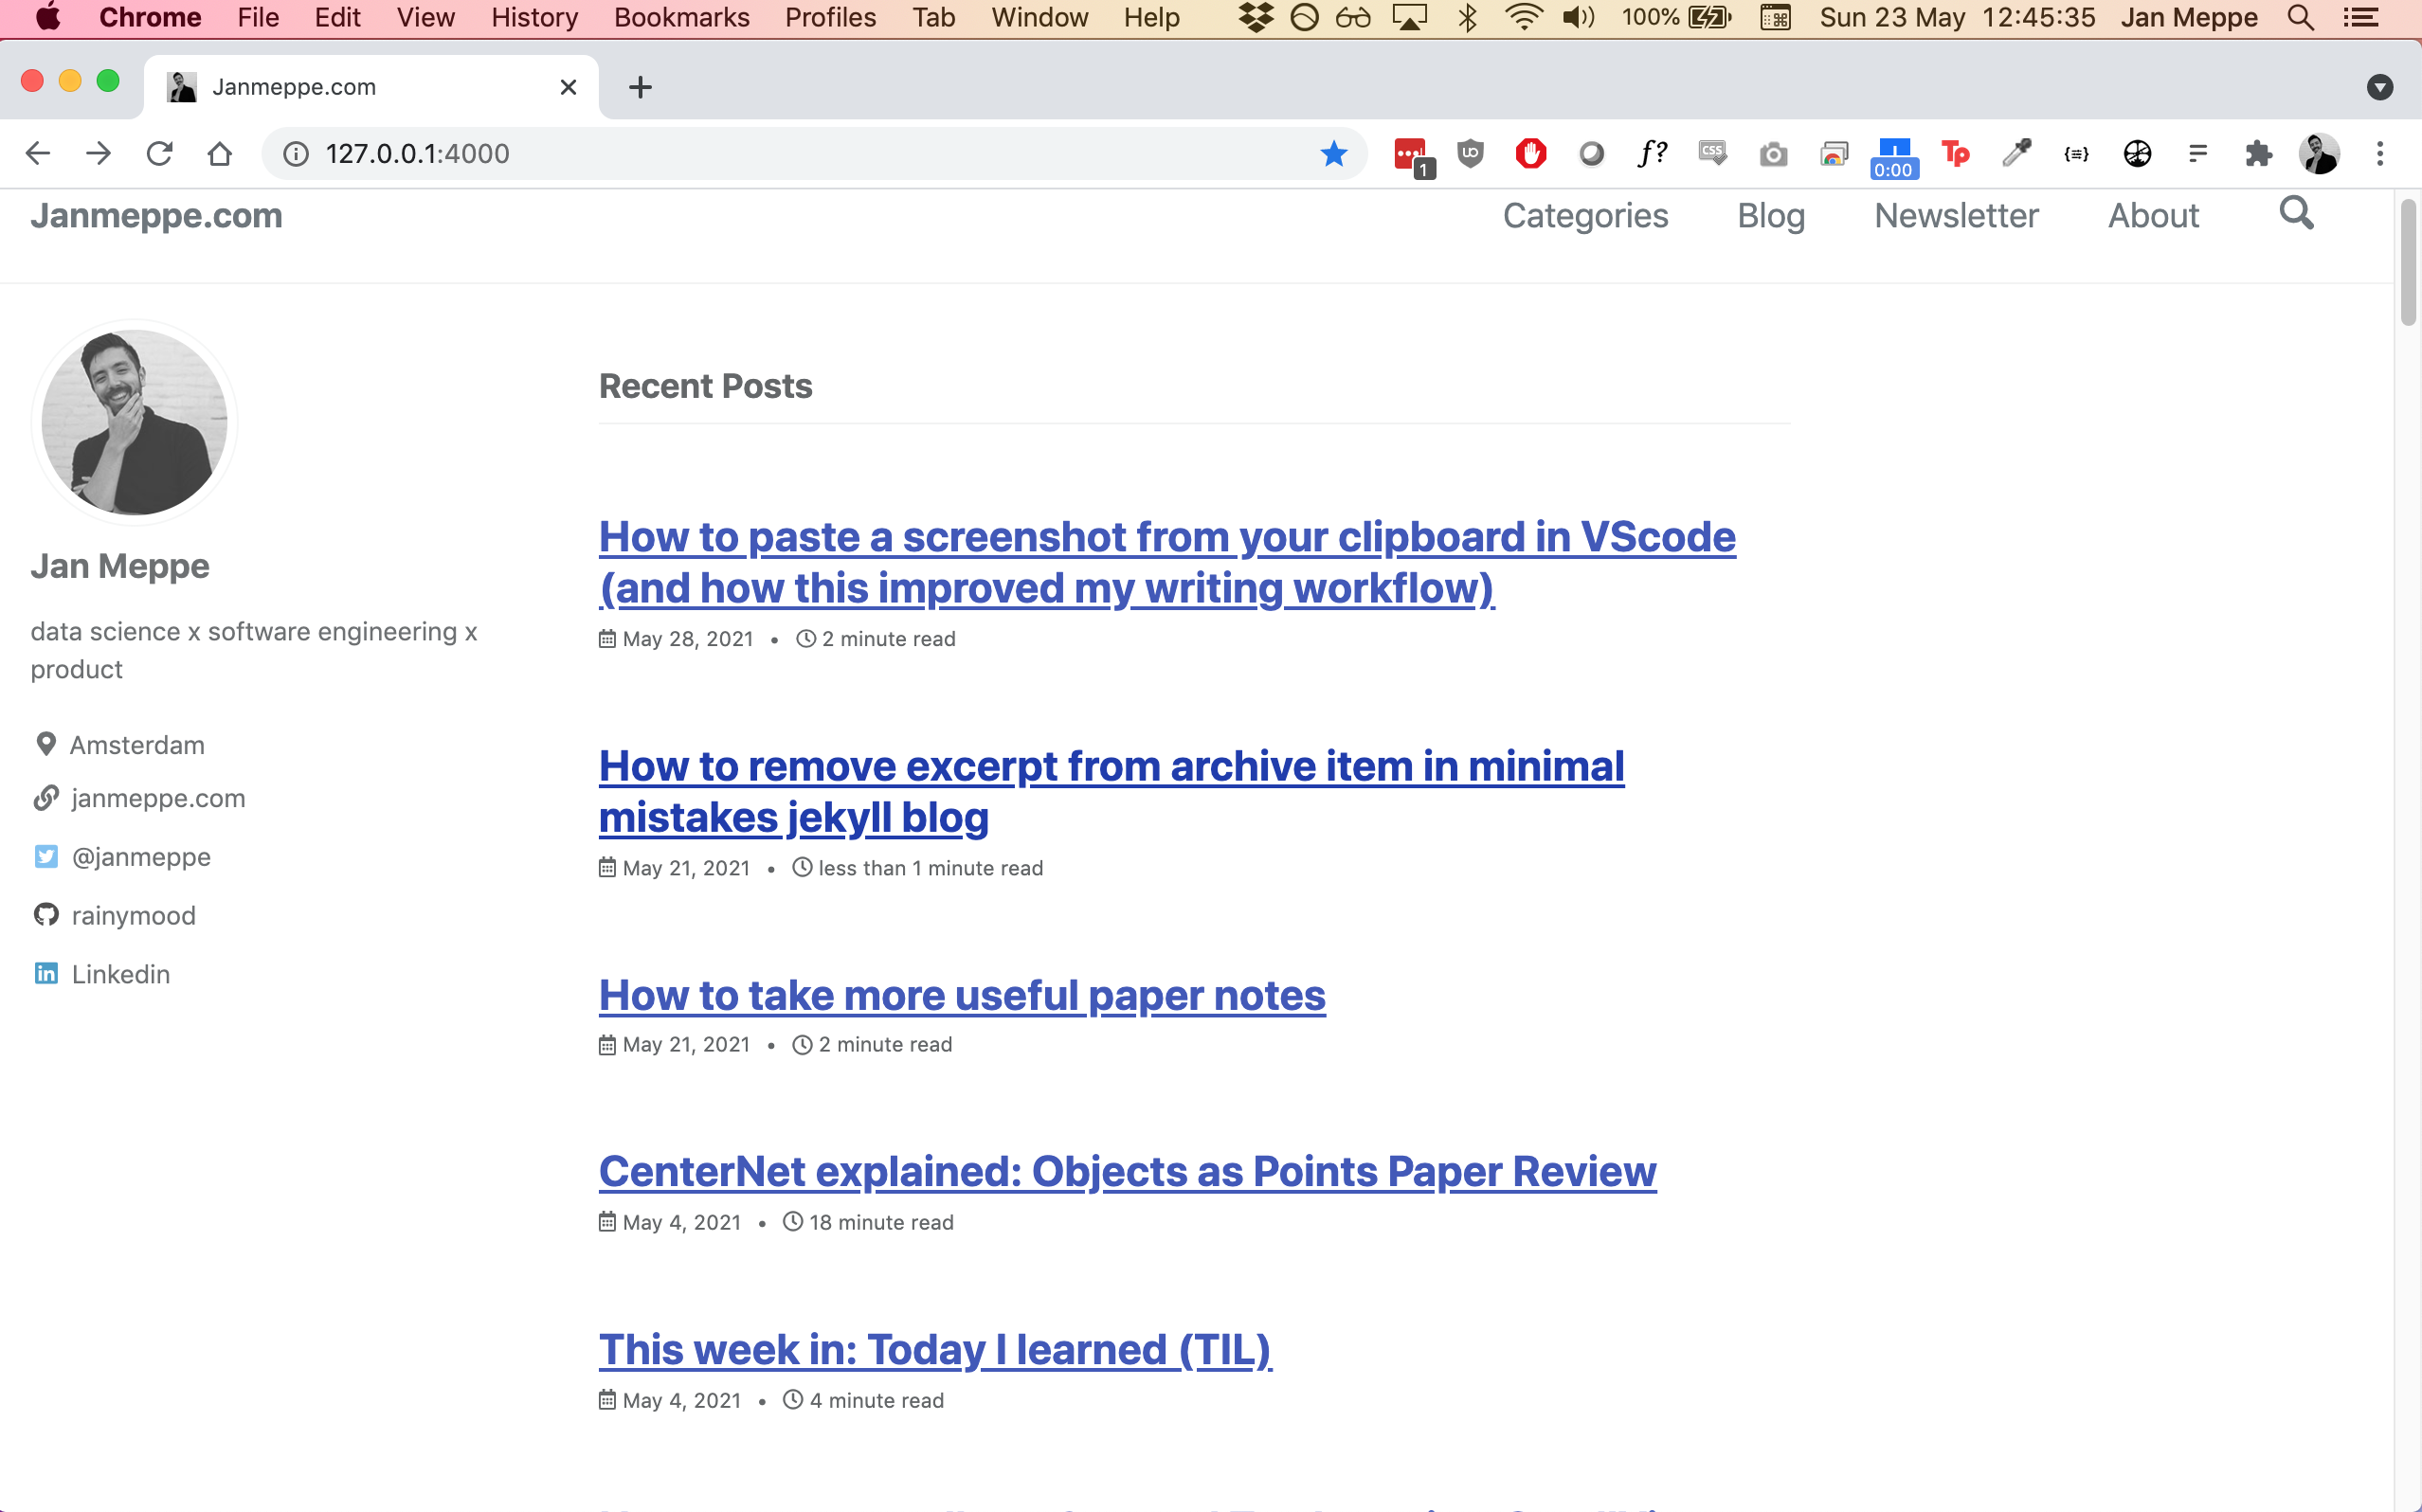 Chrome File Edit View History Bookmarks Profiles Tab Window Help 100% Sun 23 May 12:45:35 Jan Meppe
Janmeppe.com
127.0.0.1:4000
1
UD
f?
CSS
0:00
Tp
Janmeppe.com Categories Blog Newsletter About
Recent Posts
Jan Meppe
data science x software engineering x
product
Amsterdam
janmeppe.com
@janmeppe
rainymood
in Linkedin
How to paste a screenshot from your clipboard in VScode
(and how this improved my writing workflow)
May 28, 2021 • 2 minute read
How to remove excerpt from archive item in minimal
mistakes jekyll blog
May 21, 2021 • less than 1 minute read
How to take more useful paper notes
May 21, 2021 • 2 minute read
CenterNet explained: Objects as Points Paper Review
May 4, 2021 • 18 minute read
This week in: Today I learned (TIL)
May 4, 2021 • 4 minute read